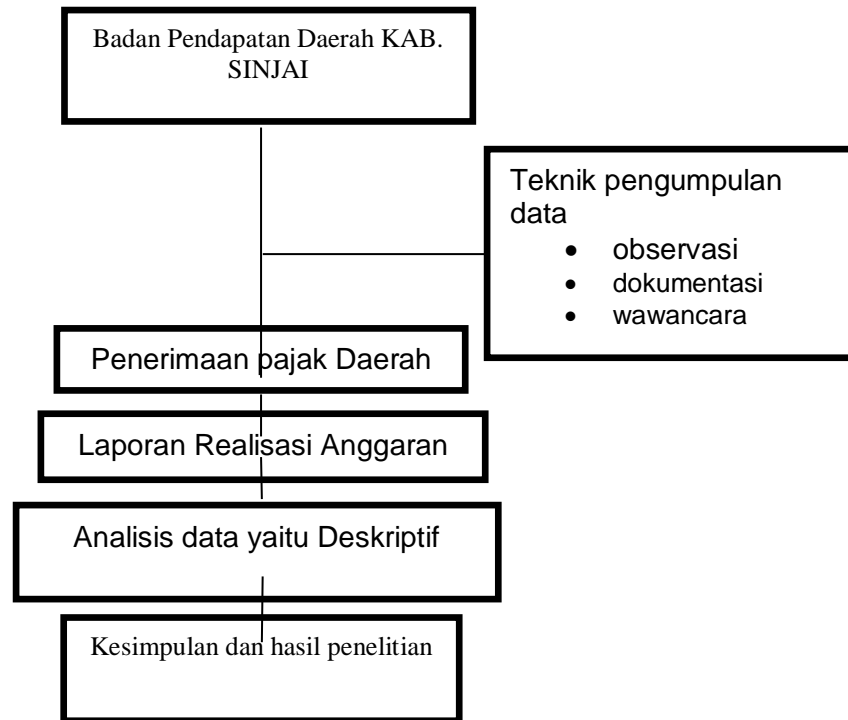 Badan Pendapatan Daerah KAB.
SINJAI
Teknik pengumpulan
data
• observasi
• dokumentasi
• wawancara
Penerimaan pajak Daerah
Laporan Realisasi Anggaran
Analisis data yaitu Deskriptif
Kesimpulan dan hasil penelitian